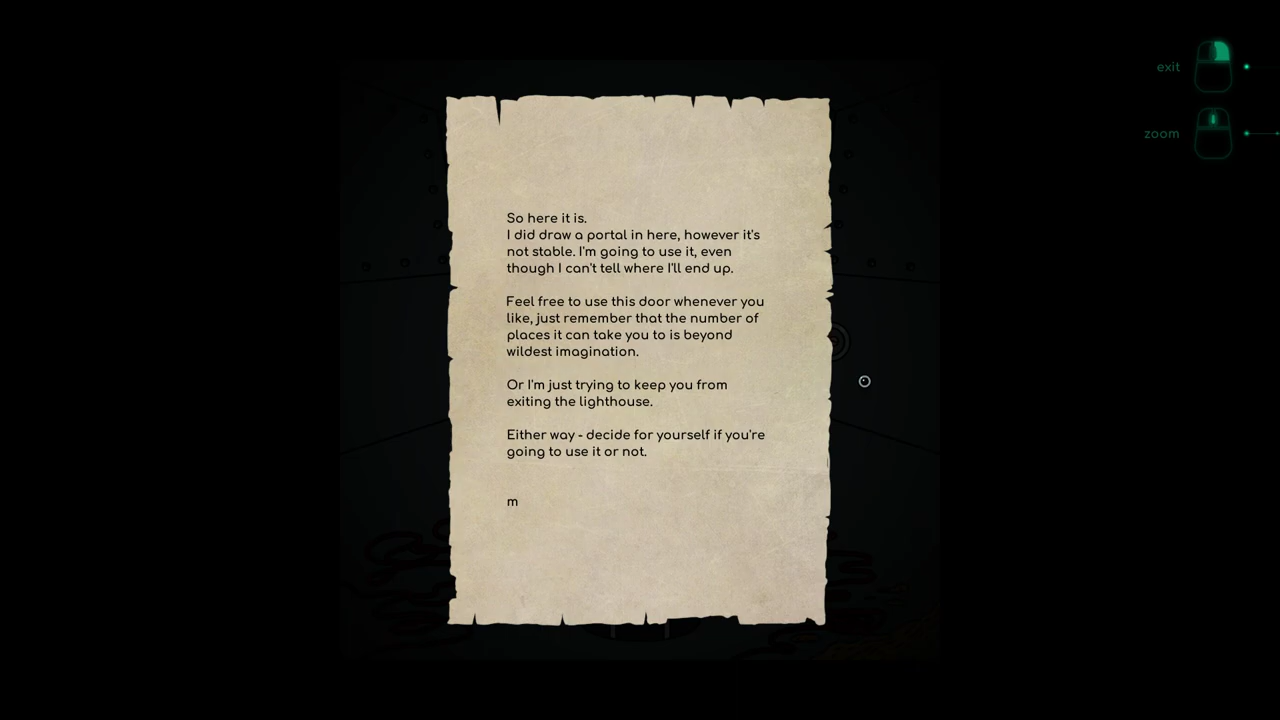 exit
zoom
So here it is.
I did draw a portal in here, however it's
not stable. I'm going to use it, even
though I can't tell where I'll end up.
Feel free to use this door whenever you
like, just remember that the number of
places it can take you to is beyond
wildest imagination.
Or I'm just trying to keep you from
exiting the lighthouse.
Either way - decide for yourself if you're
going to use it or not.
m